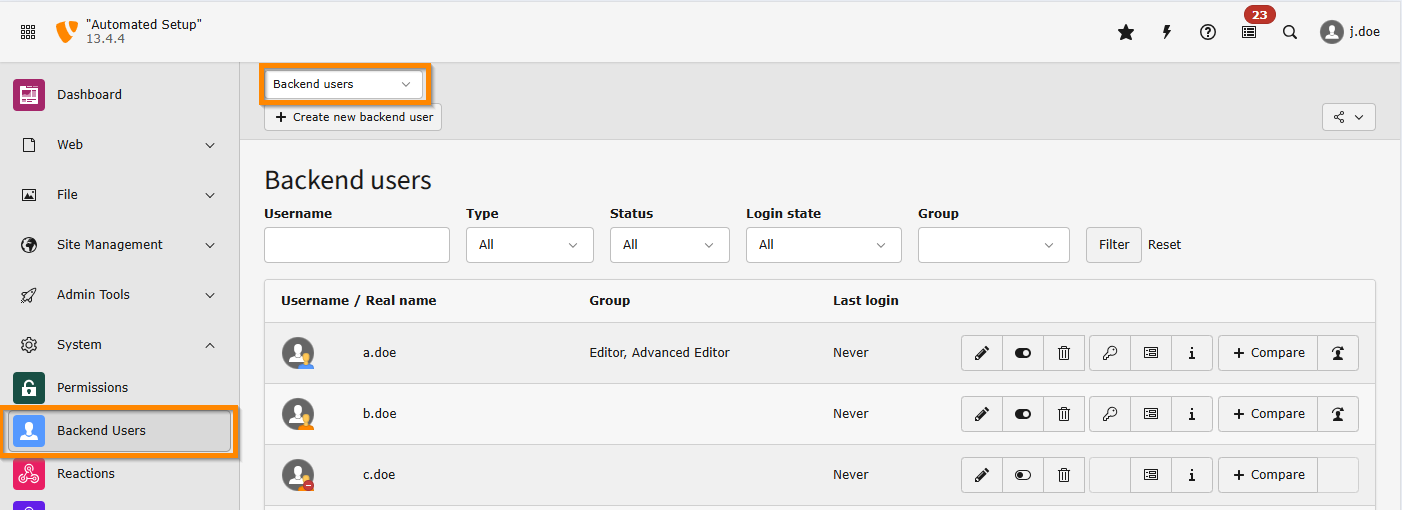 "Automated Setup"
13.4.4
23
j.doe
Dashboard
Web
File
Site Management
Admin Tools
System
Permissions
Backend Users
Reactions
Backend users
+ Create new backend user
Backend users
Username Type Status Login state Group
All All All Filter Reset
Username / Real name Group Last login
a.doe Editor, Advanced Editor Never + Compare
b.doe Never + Compare
c.doe Never + Compare